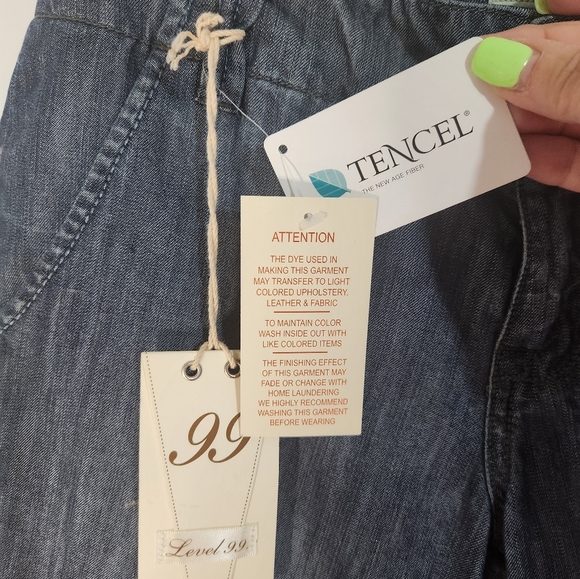 TENCEL®
THE NEW AGE FIBER
ATTENTION
THE DYE USED IN
MAKING THIS GARMENT
MAY TRANSFER TO LIGHT
COLORED UPHOLSTERY.
LEATHER & FABRIC
TO MAINTAIN COLOR
WASH INSIDE OUT WITH
LIKE COLORED ITEMS
THE FINISHING EFFECT
OF THIS GARMENT MAY
FADE OR CHANGE WITH
HOME LAUNDERING
WE HIGHLY RECOMMEND
WASHING THIS GARMENT
BEFORE WEARING
99
Level 99